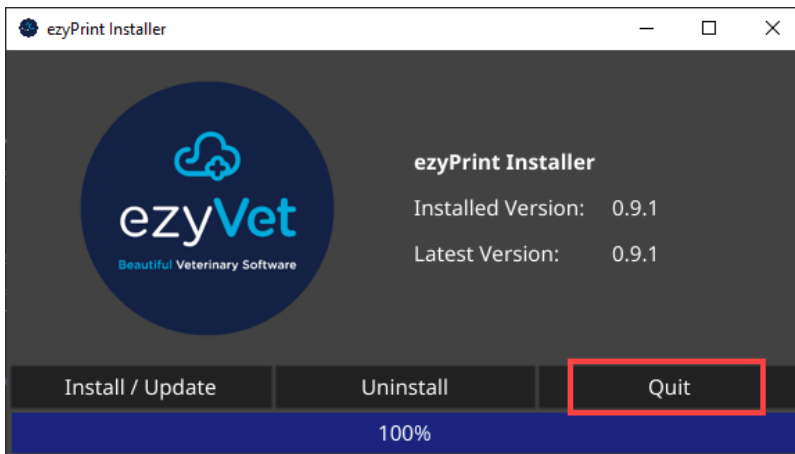 ezyPrint Installer
ezyVet
Beautiful Veterinary Software
ezyPrint Installer
Installed Version: 0.9.1
Latest Version: 0.9.1
Install / Update Uninstall Quit
100%